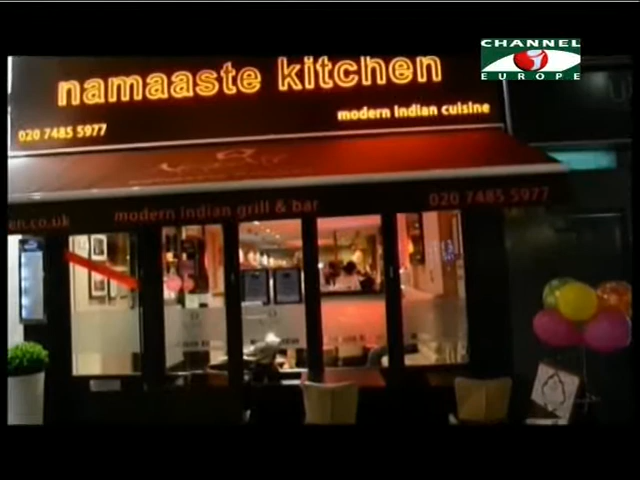 CHANNEL
i
EUROPE
namaaste kitchen
modern indian cuisine
020 7485 5977
en.co.uk
modern indian grill & bar
020 7485 5977